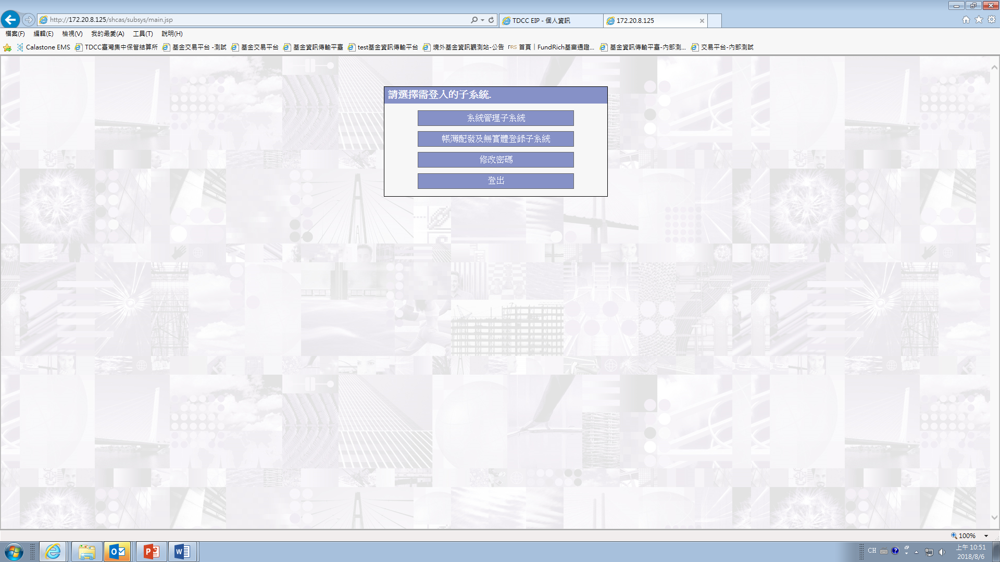 http://172.20.8.125/shcas/subsys/main.jsp
TDCC EIP - 個人資訊
172.20.8.125
檔案(F) 編輯(E) 檢視(V) 我的最愛(A) 工具(T) 說明(H)
Calastone EMS TDCC臺灣集中保管結算所 基金交易平台 -測試 基金交易平台 基金資訊傳輸平臺 test基金資訊傳輸平台 境外基金資訊觀測站-公告 FRS 首頁 | FundRich基富通證... 基金資訊傳輸平臺-內部測... 交易平台-內部測試
請選擇需登入的子系統.
系統管理子系統
帳簿配發及無實體登錄子系統
修改密碼
登出
100%
CH
上午 10:51
2018/8/6